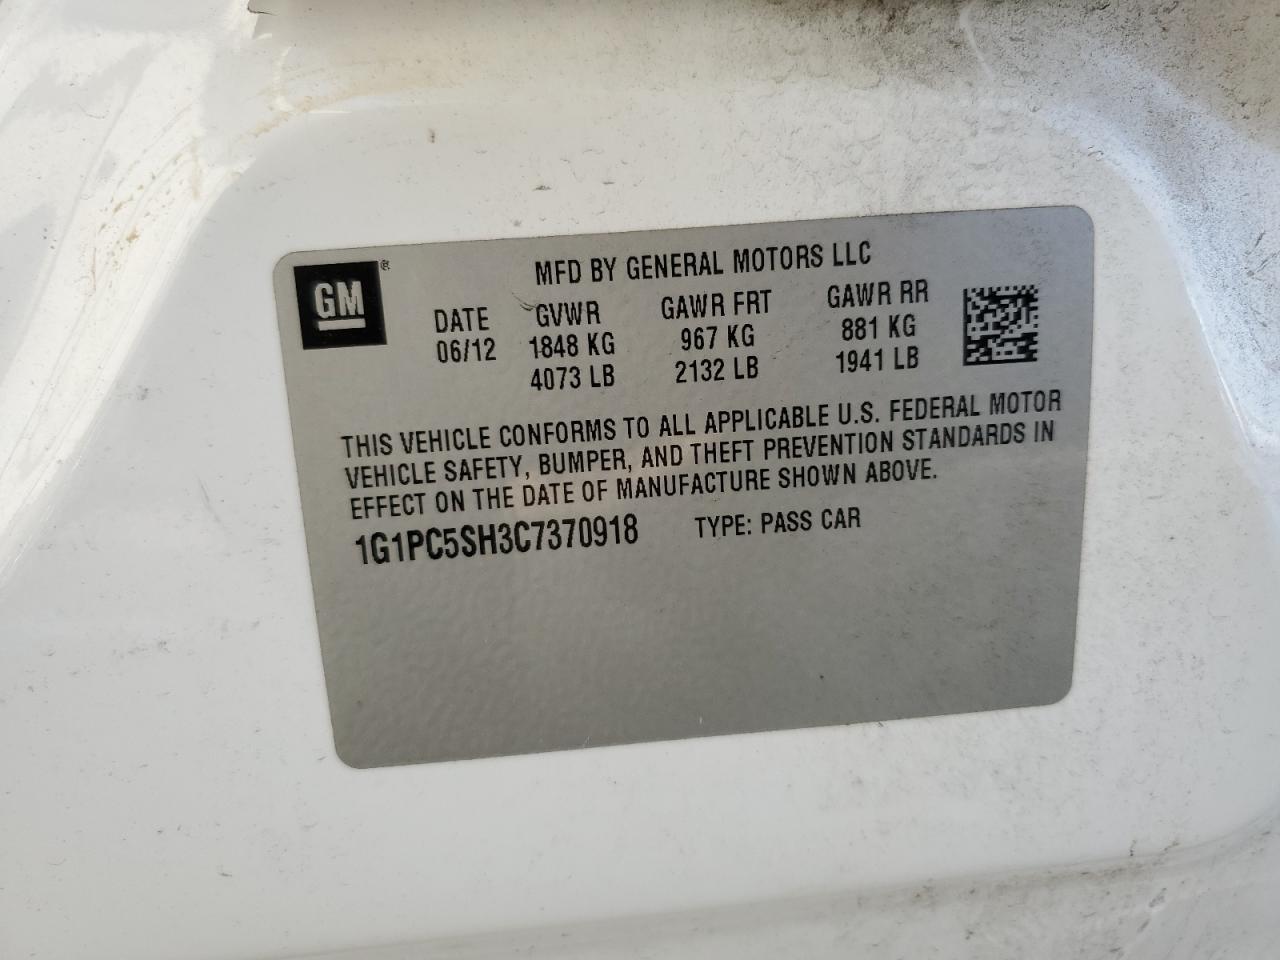 GM®
MFD BY GENERAL MOTORS LLC
DATE GVWR GAWR FRT GAWR RR
06/12 1848 KG 967 KG 881 KG
4073 LB 2132 LB 1941 LB
THIS VEHICLE CONFORMS TO ALL APPLICABLE U.S. FEDERAL MOTOR
VEHICLE SAFETY, BUMPER, AND THEFT PREVENTION STANDARDS IN
EFFECT ON THE DATE OF MANUFACTURE SHOWN ABOVE.
1G1PC5SH3C7370918 TYPE: PASS CAR